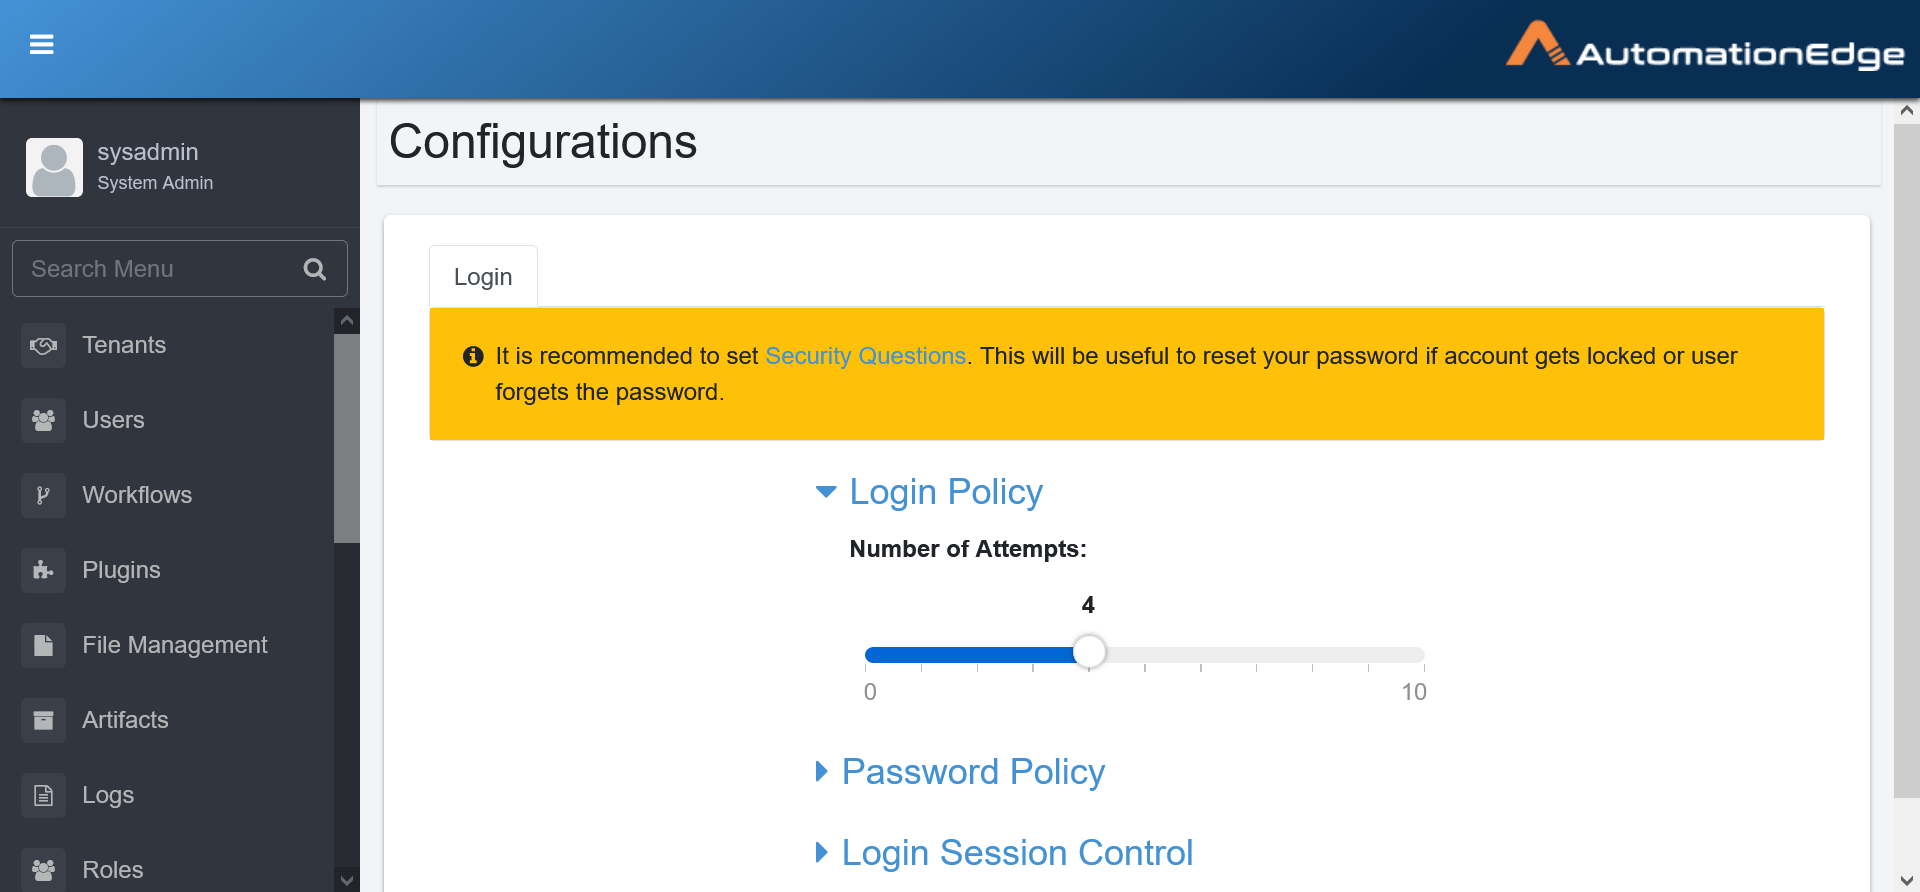 AutomationEdge
sysadmin
System Admin
Search Menu
Tenants
Users
Workflows
Plugins
File Management
Artifacts
Logs
Roles
Configurations
Login
It is recommended to set Security Questions. This will be useful to reset your password if account gets locked or user
forgets the password.
Login Policy
Number of Attempts:
4
0 10
Password Policy
Login Session Control